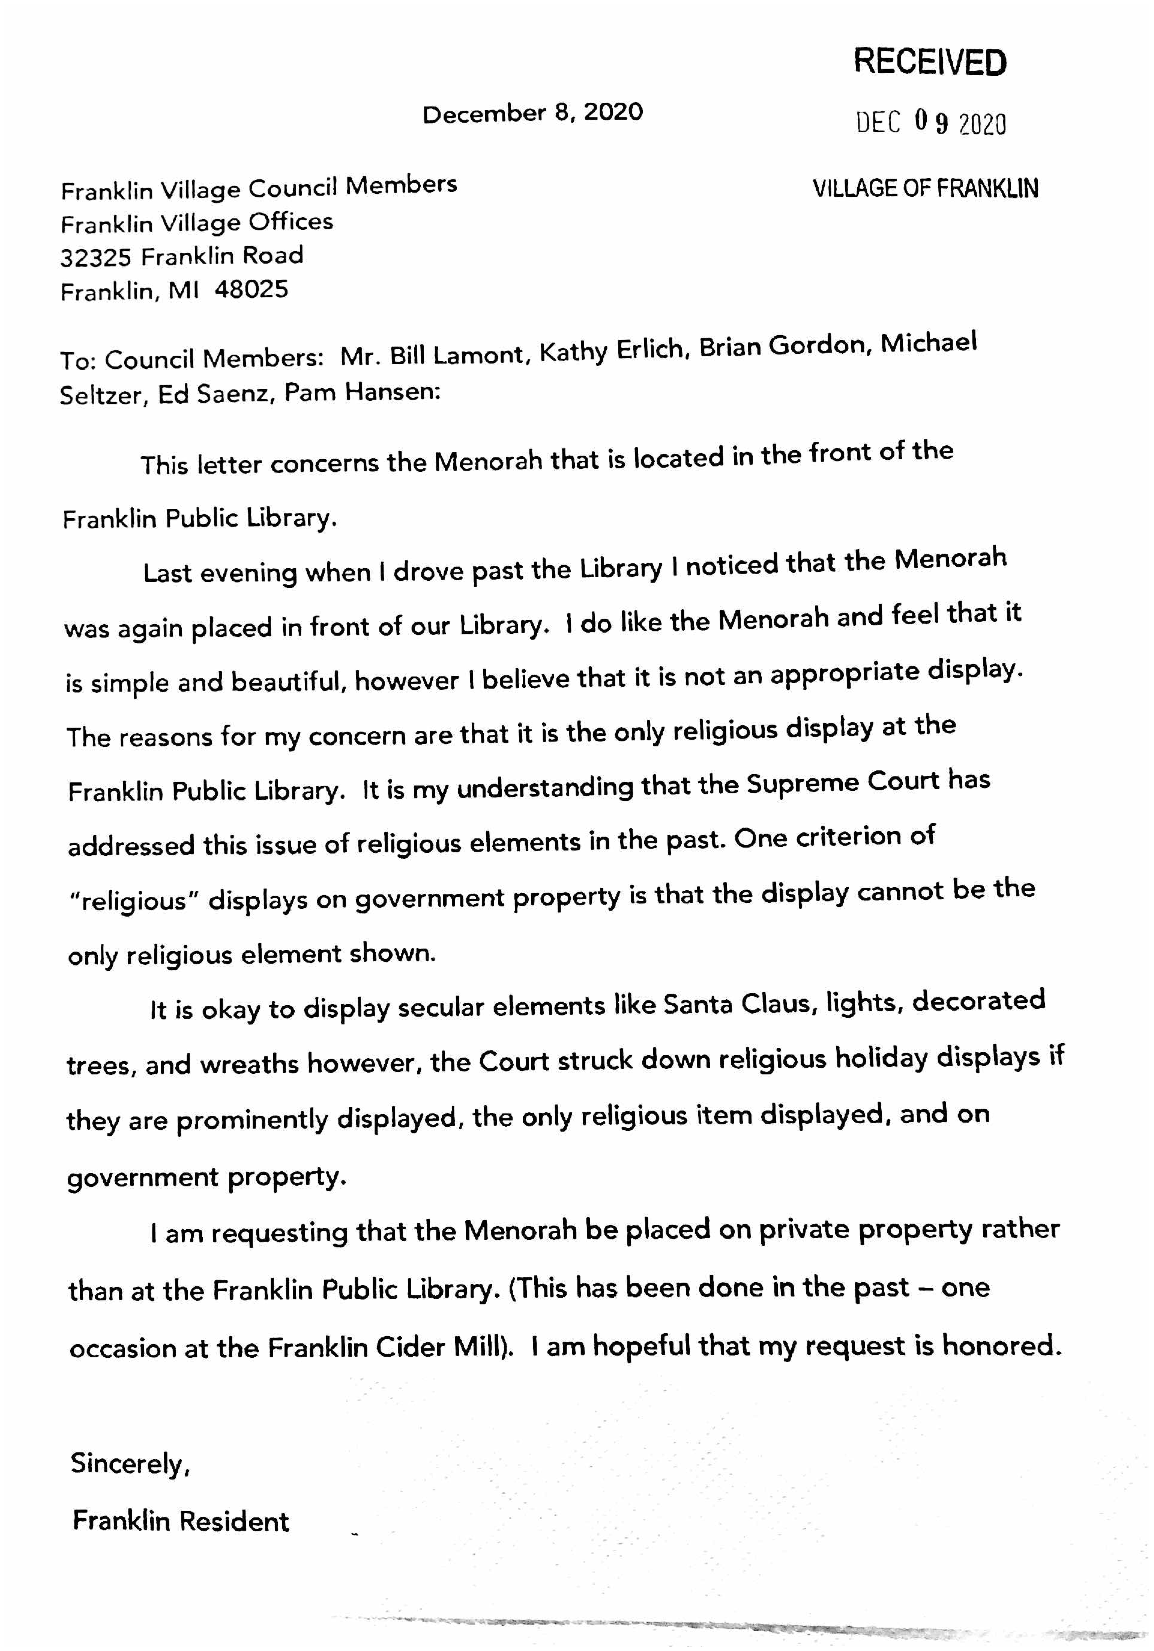 RECEIVED
December 8, 2020
DEC 09 2020
Franklin Village Council Members
VILLAGE OF FRANKLIN
Franklin Village Offices
32325 Franklin Road
Franklin, MI 48025
To: Council Members: Mr. Bill Lamont, Kathy Erlich, Brian Gordon, Michael
Seltzer, Ed Saenz, Pam Hansen:
This letter concerns the Menorah that is located in the front of the
Franklin Public Library.
Last evening when I drove past the Library I noticed that the Menorah
was again placed in front of our Library. I do like the Menorah and feel that it
is simple and beautiful, however I believe that it is not an appropriate display.
The reasons for my concern are that it is the only religious display at the
Franklin Public Library. It is my understanding that the Supreme Court has
addressed this issue of religious elements in the past. One criterion of
“religious” displays on government property is that the display cannot be the
only religious element shown.
It is okay to display secular elements like Santa Claus, lights, decorated
trees, and wreaths however, the Court struck down religious holiday displays if
they are prominently displayed, the only religious item displayed, and on
government property.
I am requesting that the Menorah be placed on private property rather
than at the Franklin Public Library. (This has been done in the past – one
occasion at the Franklin Cider Mill). I am hopeful that my request is honored.
Sincerely,
Franklin Resident